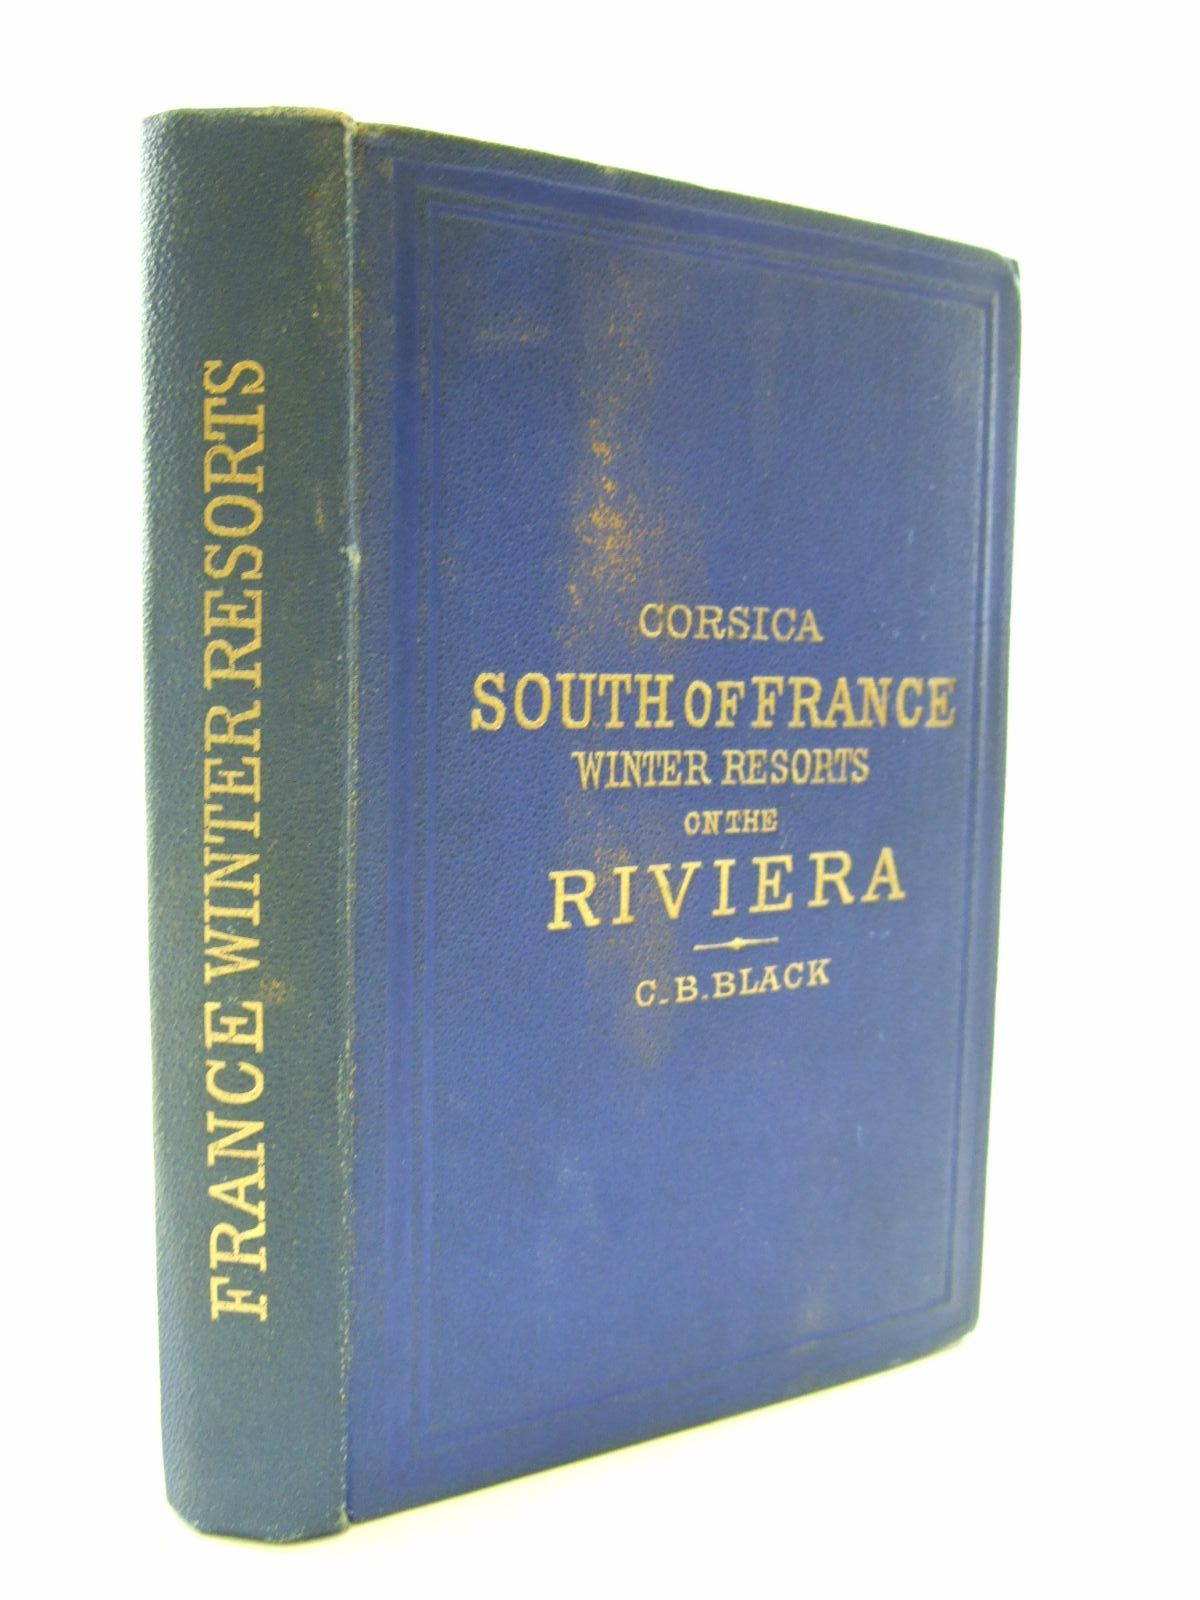 FRANCE WINTER RESORTS
CORSICA
SOUTH OF FRANCE
WINTER RESORTS
ON THE
RIVIERA
C. B. BLACK